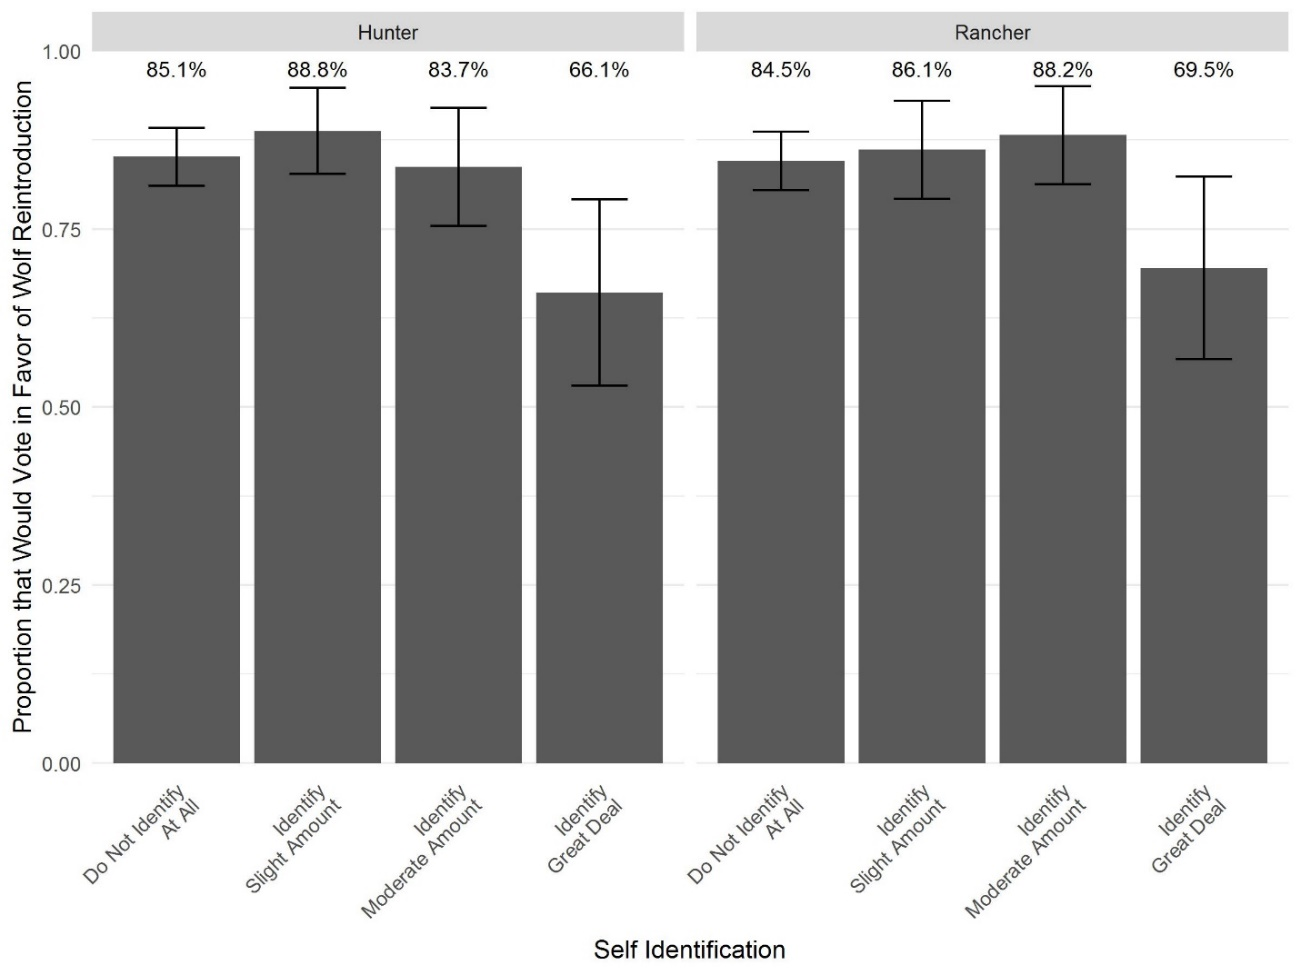 Hunter
Rancher
85.1%
88.8%
83.7%
66.1%
84.5%
86.1%
88.2%
69.5%
Proportion that Would Vote in Favor of Wolf Reintroduction
1.00
0.75
0.50
0.25
0.00
Do Not Identify
At All
Identify
Slight Amount
Identify
Moderate Amount
Identify
Great Deal
Do Not Identify
At All
Identify
Slight Amount
Identify
Moderate Amount
Identify
Great Deal
Self Identification